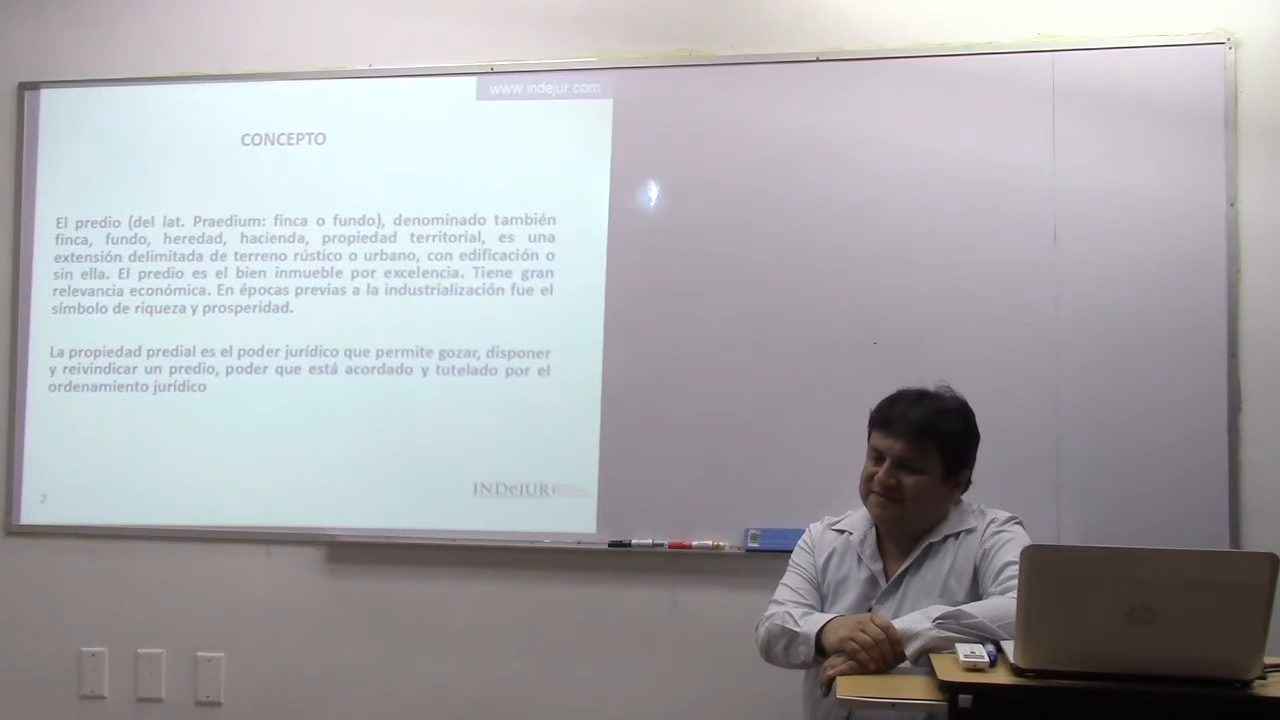 www.indejur.com
CONCEPTO
El predio (del lat. Praedium: finca o fundo), denominado también
finca, fundo, heredad, hacienda, propiedad territorial, es una
extensión delimitada de terreno rústico o urbano, con edificación o
sin ella. El predio es el bien inmueble por excelencia. Tiene gran
relevancia económica. En épocas previas a la industrialización fue el
símbolo de riqueza y prosperidad.
La propiedad predial es el poder jurídico que permite gozar, disponer
y reivindicar un predio, poder que está acordado y tutelado por el
ordenamiento jurídico
INDeJUR
2
hp